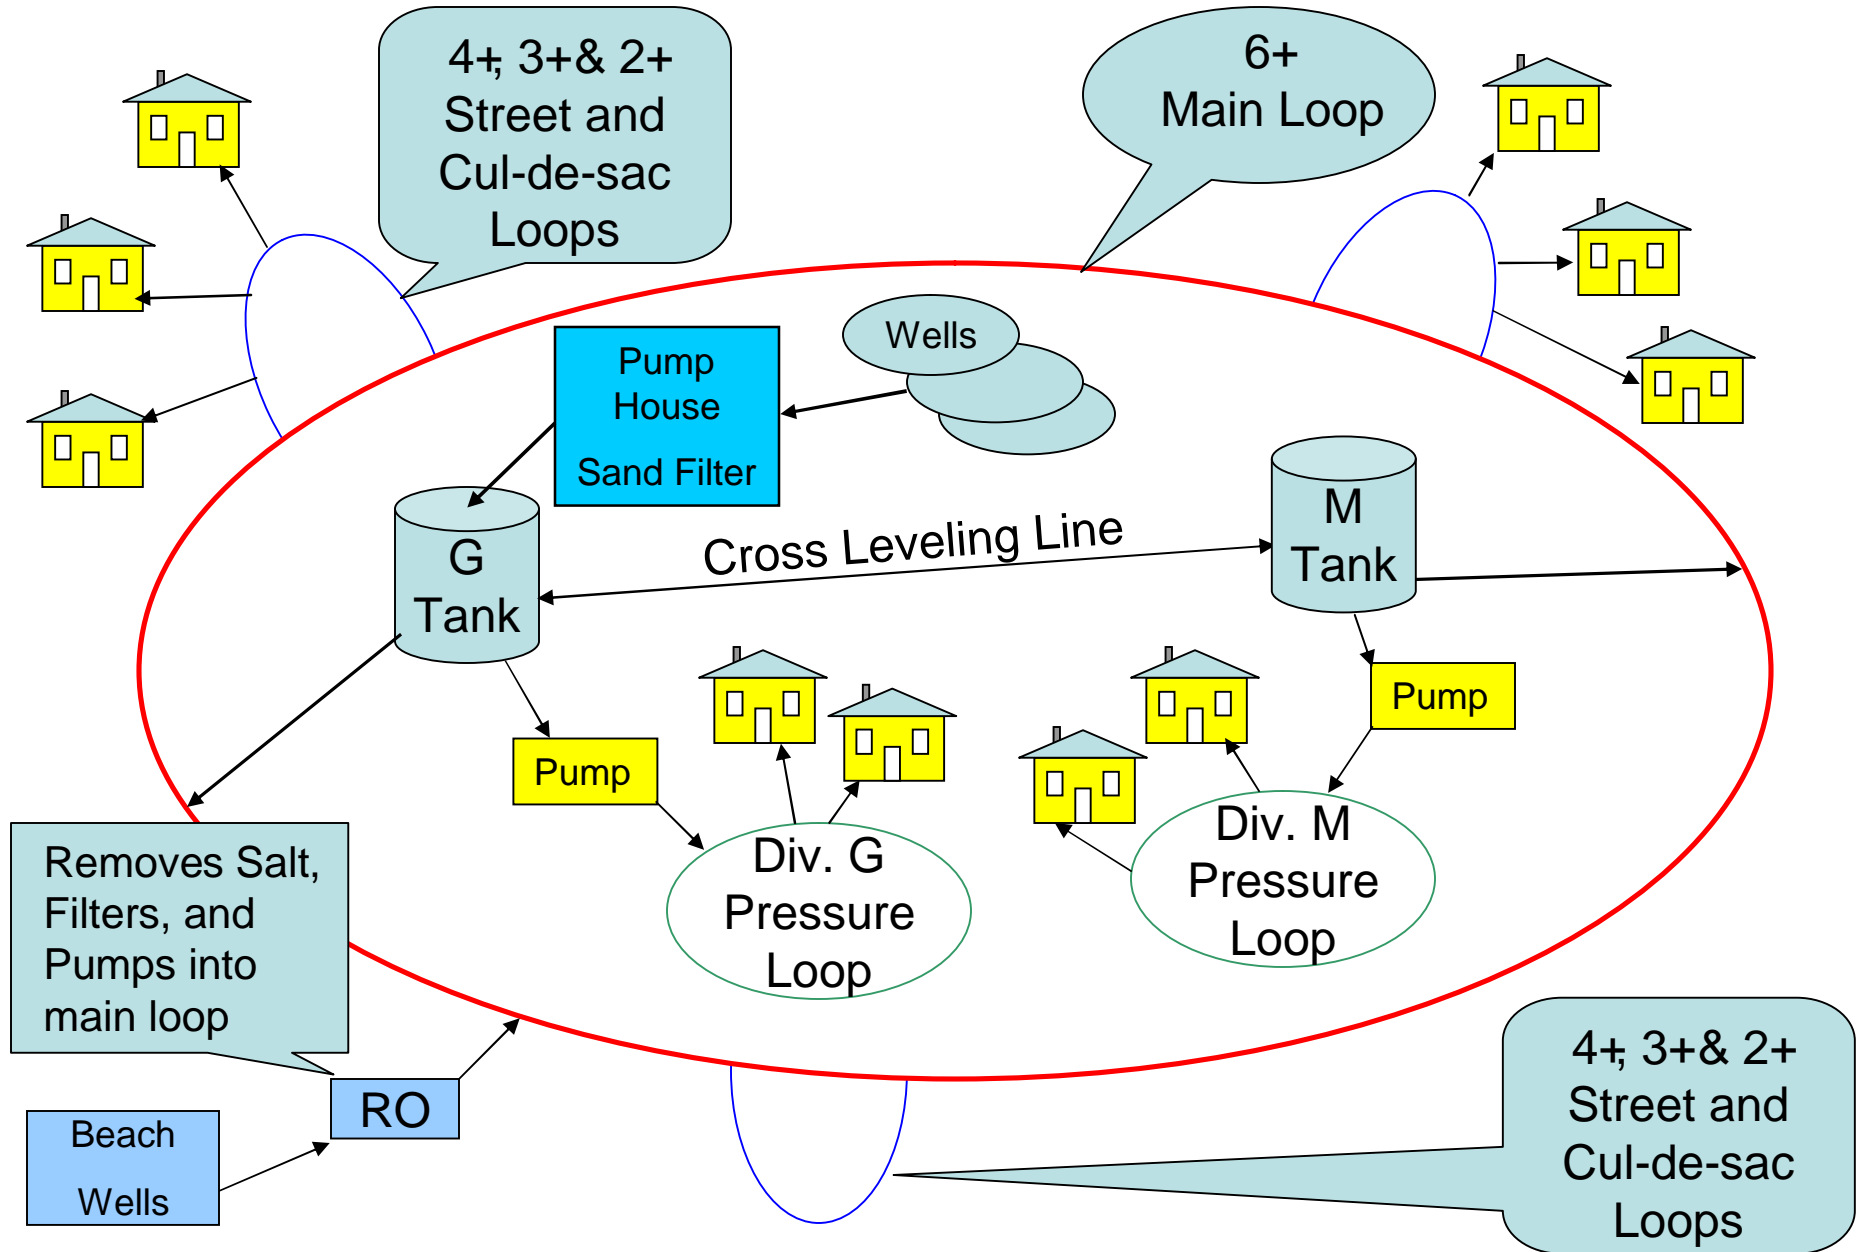 4+, 3+& 2+
Street and
Cul-de-sac
Loops
6+
Main Loop
Wells
Pump
House
Sand Filter
G
Tank
Cross Leveling Line
M
Tank
Pump
Pump
Div. G
Pressure
Loop
Div. M
Pressure
Loop
Removes Salt,
Filters, and
Pumps into
main loop
RO
Beach
Wells
4+, 3+& 2+
Street and
Cul-de-sac
Loops